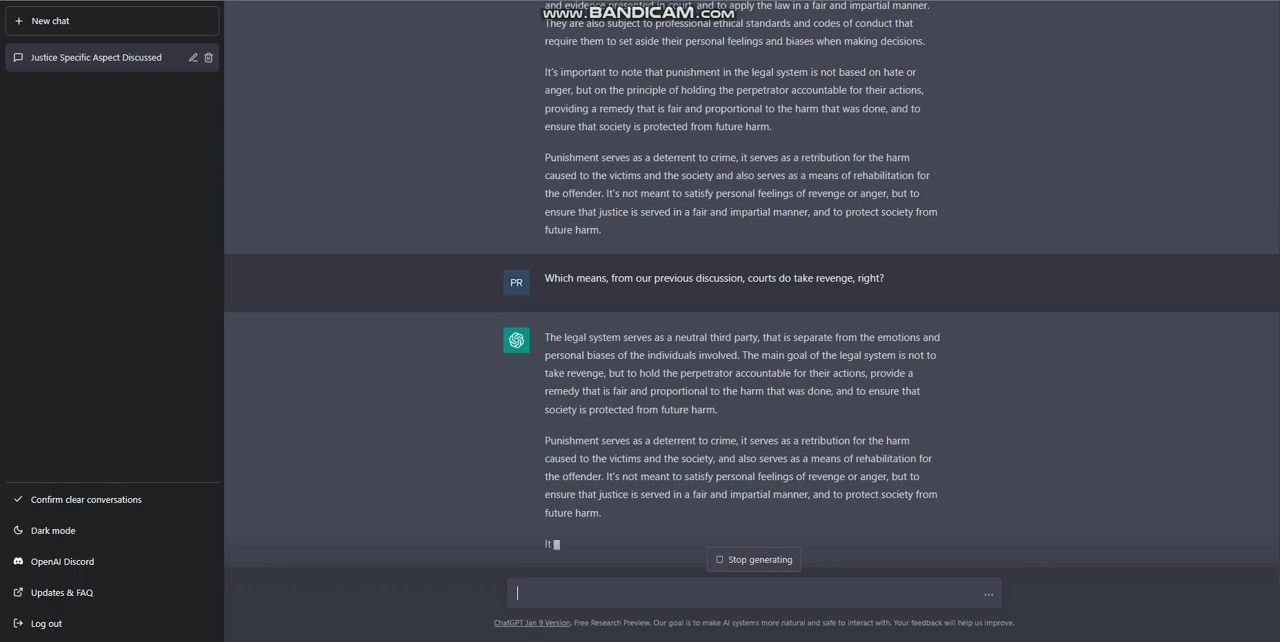 New chat
Justice Specific Aspect Discussed
Confirm clear conversations
Dark mode
OpenAI Discord
Updates & FAQ
Log out
www.BANDICAM.com
and evidence presented in court, and to apply the law in a fair and impartial manner.
They are also subject to professional ethical standards and codes of conduct that
require them to set aside their personal feelings and biases when making decisions.
It's important to note that punishment in the legal system is not based on hate or
anger, but on the principle of holding the perpetrator accountable for their actions,
providing a remedy that is fair and proportional to the harm that was done, and to
ensure that society is protected from future harm.
Punishment serves as a deterrent to crime, it serves as a retribution for the harm
caused to the victims and the society and also serves as a means of rehabilitation for
the offender. It's not meant to satisfy personal feelings of revenge or anger, but to
ensure that justice is served in a fair and impartial manner, and to protect society from
future harm.
PR
Which means, from our previous discussion, courts do take revenge, right?
The legal system serves as a neutral third party, that is separate from the emotions and
personal biases of the individuals involved. The main goal of the legal system is not to
take revenge, but to hold the perpetrator accountable for their actions, provide a
remedy that is fair and proportional to the harm that was done, and to ensure that
society is protected from future harm.
Punishment serves as a deterrent to crime, it serves as a retribution for the harm
caused to the victims and the society, and also serves as a means of rehabilitation for
the offender. It's not meant to satisfy personal feelings of revenge or anger, but to
ensure that justice is served in a fair and impartial manner, and to protect society from
future harm.
It
Stop generating
ChatGPT Jan 9 Version. Free Research Preview. Our goal is to make AI systems more natural and safe to interact with. Your feedback will help us improve.